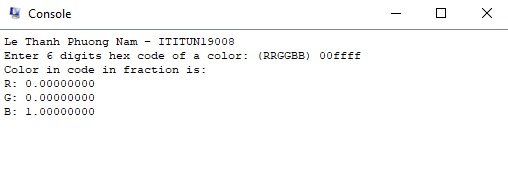 Console
Le Thanh Phuong Nam - ITITUN19008
Enter 6 digits hex code of a color: (RRGGBB) 00ffff
Color in code in fraction is:
R: 0.00000000
G: 0.00000000
B: 1.00000000